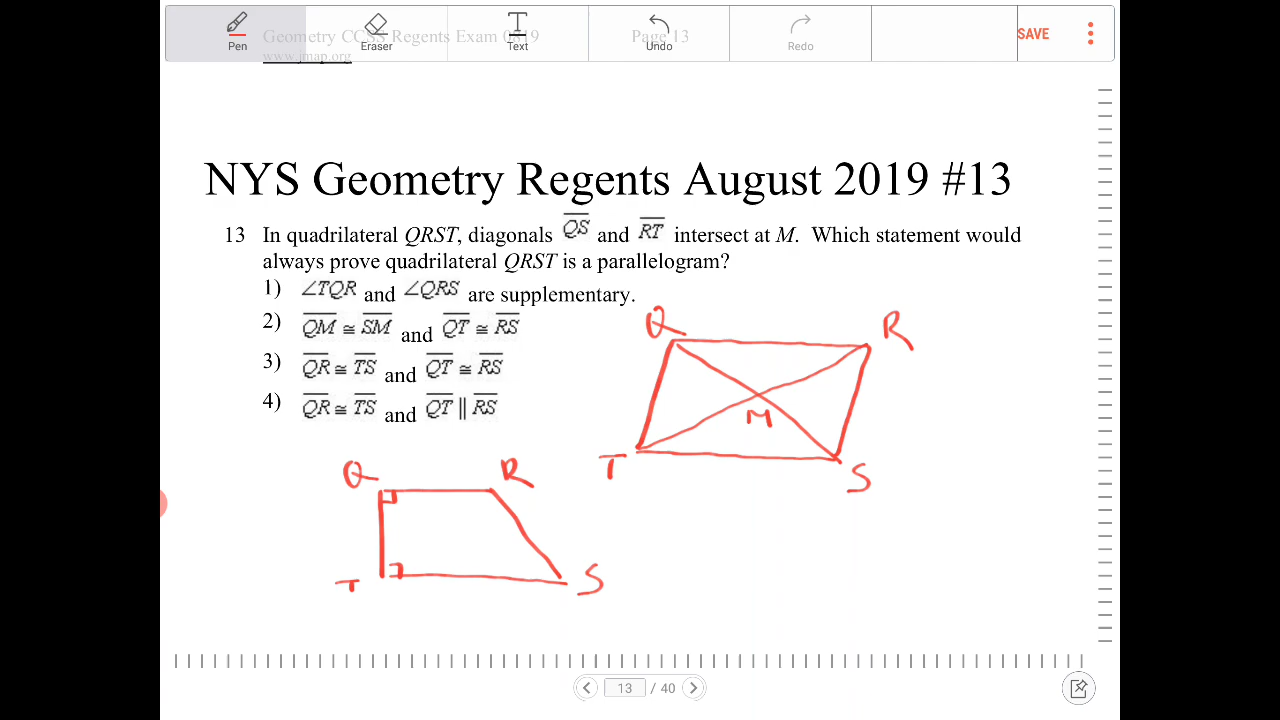 Pen Eraser Text Undo Redo SAVE
Geometry CCSS Regents Exam 0819 Page 13
www.jmap.org
NYS Geometry Regents August 2019 #13
13 In quadrilateral QRST, diagonals QS and RT intersect at M. Which statement would
always prove quadrilateral QRST is a parallelogram?
1) ∠TQR and ∠QRS are supplementary.
2) QM ≅ SM and QT ≅ RS
3) QR ≅ TS and QT ≅ RS
4) QR ≅ TS and QT ∥ RS
Q R
M
T S
Q R
T S
13 / 40